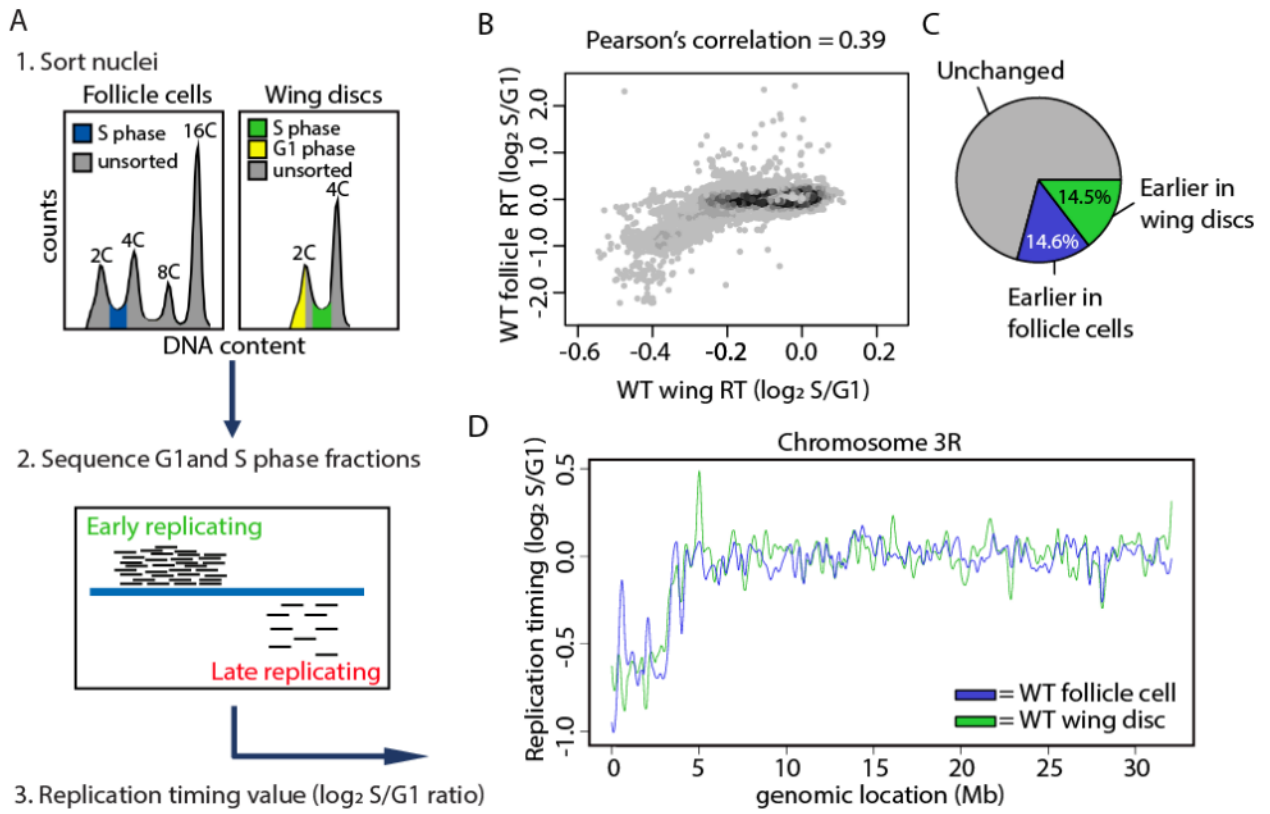 A
1. Sort nuclei
Follicle cells
S phase
unsorted
2C
4C
8C
16C
counts
Wing discs
S phase
G1 phase
unsorted
2C
4C
DNA content
2. Sequence G1and S phase fractions
Early replicating
Late replicating
3. Replication timing value (log₂ S/G1 ratio)
B
Pearson's correlation = 0.39
WT follicle RT (log₂ S/G1)
2.0
1.0
0.0
-1.0
-2.0
-0.6 -0.4 -0.2 0.0 0.2
WT wing RT (log₂ S/G1)
C
Unchanged
14.5%
Earlier in
wing discs
14.6%
Earlier in
follicle cells
D
Chromosome 3R
Replication timing (log₂ S/G1)
0.5
0.0
-0.5
-1.0
= WT follicle cell
= WT wing disc
0 5 10 15 20 25 30
genomic location (Mb)